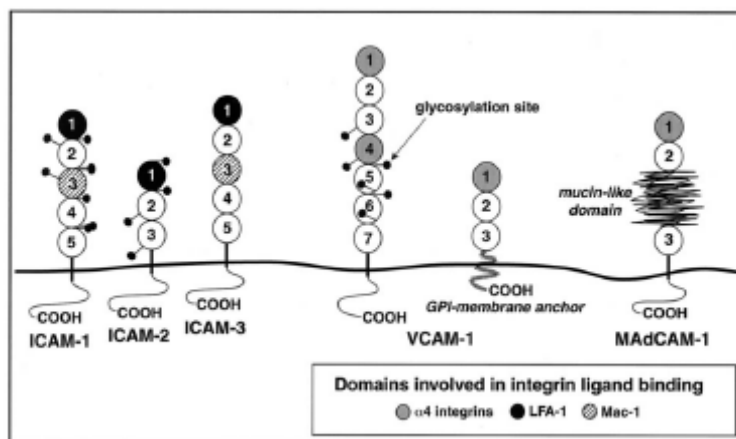 1
2
3
4
5
COOH
ICAM-1
1
2
3
COOH
ICAM-2
1
2
3
4
5
COOH
ICAM-3
glycosylation site
1
2
3
4
5
6
7
COOH
1
2
3
COOH
GPI-membrane anchor
VCAM-1
1
2
mucin-like
domain
3
COOH
MAdCAM-1
Domains involved in integrin ligand binding
α4 integrins LFA-1 Mac-1